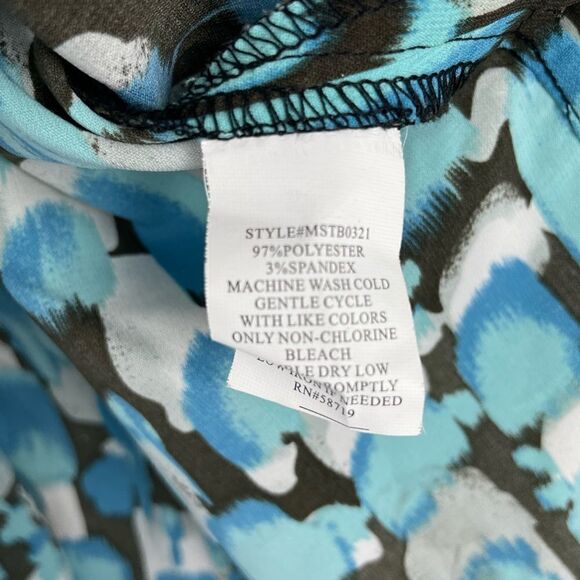 STYLE#MSTB0321
97%POLYESTER
3%SPANDEX
MACHINE WASH COLD
GENTLE CYCLE
WITH LIKE COLORS
ONLY NON-CHLORINE
BLEACH
DRY LOW
PROMPTLY
NEEDED
RN#58719